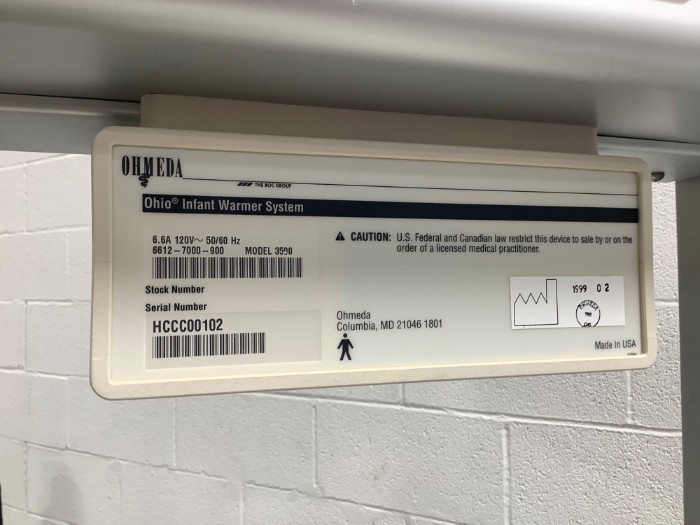 OHMEDA
THE BOC GROUP
Ohio® Infant Warmer System
6.6A 120V~ 50/60 Hz
6612-7000-900 MODEL
Stock Number
Serial Number
HCCC00102
⚠ CAUTION: U.S. Federal and Canadian law restrict this device to sale by or on the
order of a licensed medical practitioner.
Ohmeda
Columbia, MD 21046 1801
1999 02
Made in USA